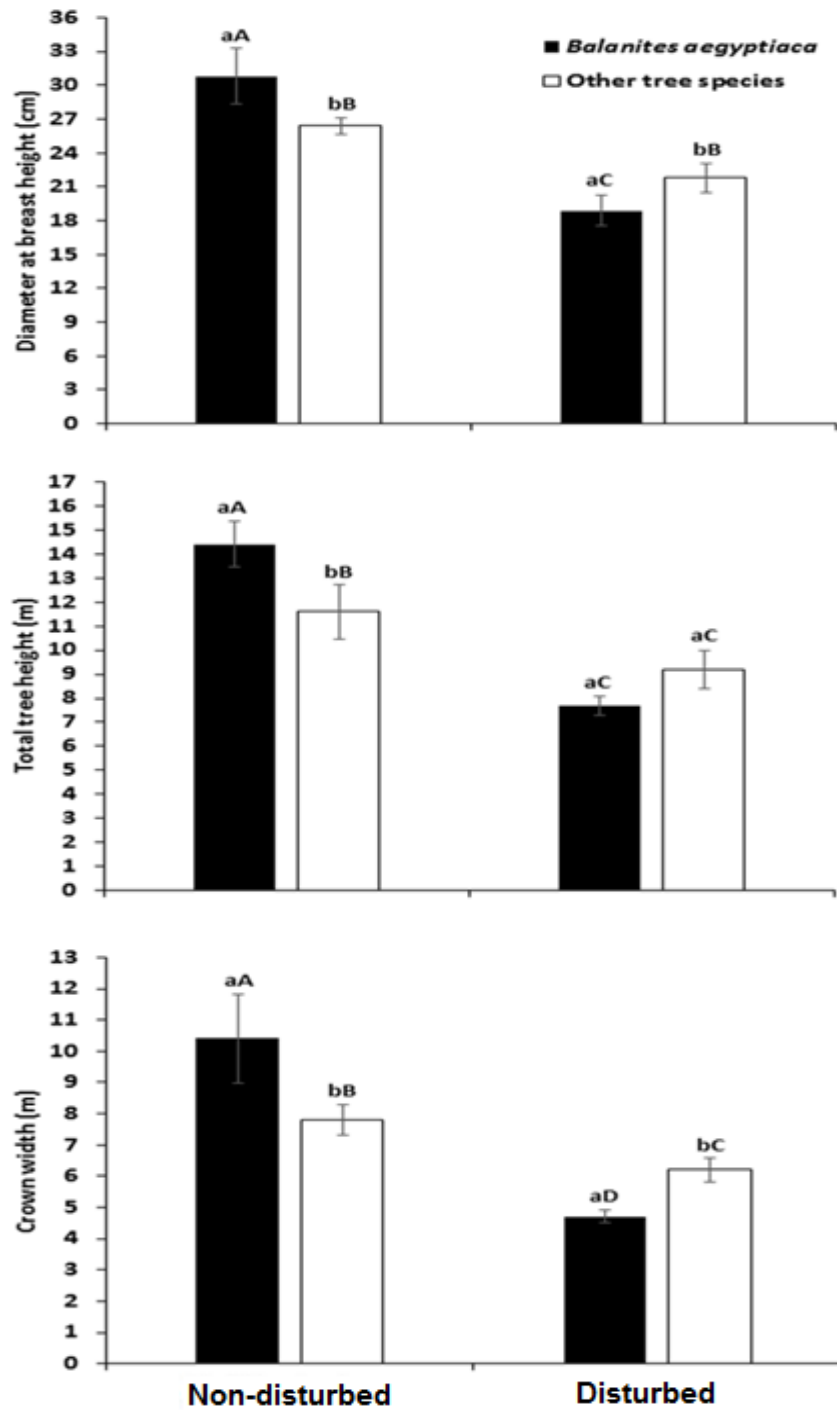 36
33
30
27
24
21
18
15
12
9
6
3
0
Diameter at breast height (cm)
aA
bB
aC
bB
Balanites aegyptiaca
Other tree species
17
16
15
14
13
12
11
10
9
8
7
6
5
4
3
2
1
0
Total tree height (m)
aA
bB
aC
aC
13
12
11
10
9
8
7
6
5
4
3
2
1
0
Crown width (m)
aA
bB
aD
bC
Non-disturbed
Disturbed